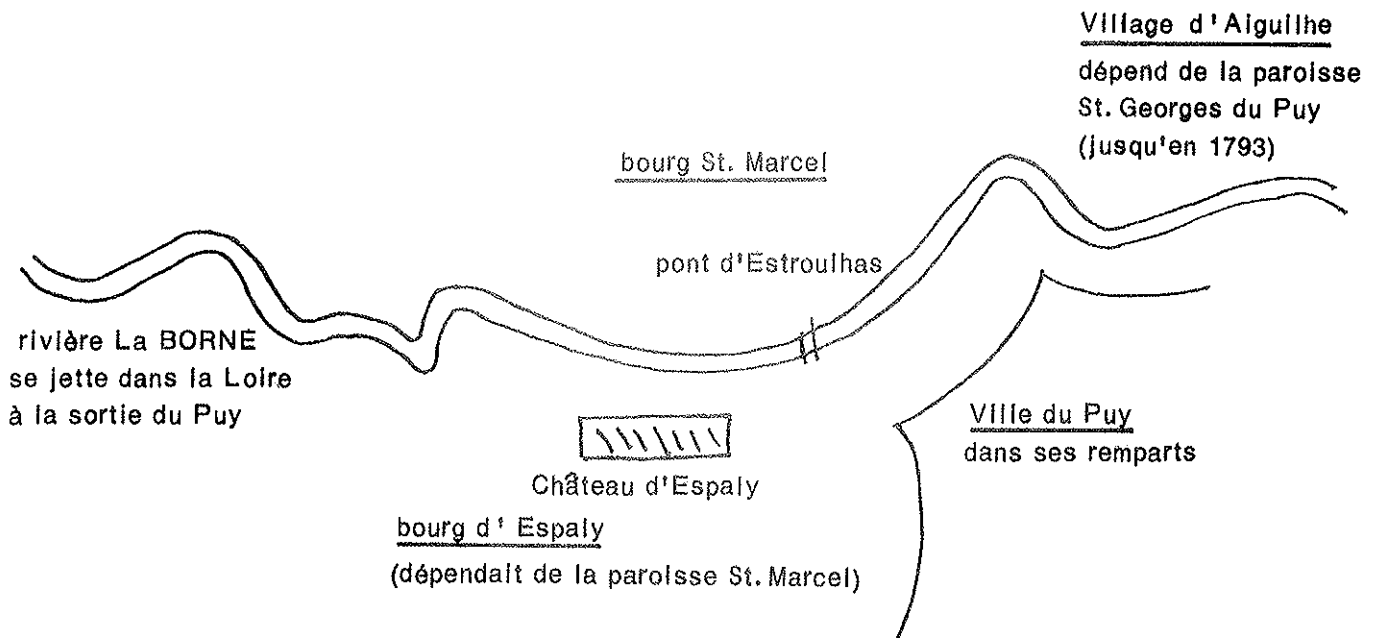 Village d'Aiguilhe
dépend de la paroisse
St. Georges du Puy
(jusqu'en 1793)
bourg St. Marcel
pont d'Estroulhas
rivière La BORNE
se jette dans la Loire
à la sortie du Puy
Ville du Puy
dans ses remparts
Château d'Espaly
bourg d' Espaly
(dépendait de la paroisse St. Marcel)